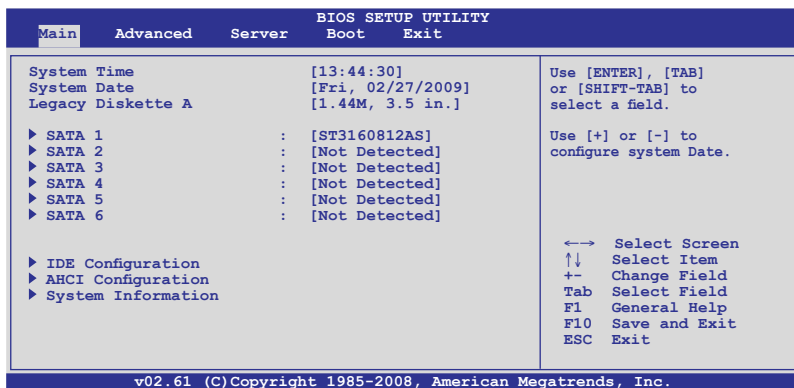 BIOS SETUP UTILITY
Main Advanced Server Boot Exit
System Time [13:44:30]
System Date [Fri, 02/27/2009]
Legacy Diskette A [1.44M, 3.5 in.]
SATA 1 : [ST3160812AS]
SATA 2 : [Not Detected]
SATA 3 : [Not Detected]
SATA 4 : [Not Detected]
SATA 5 : [Not Detected]
SATA 6 : [Not Detected]
IDE Configuration
AHCI Configuration
System Information
Use [ENTER], [TAB]
or [SHIFT-TAB] to
select a field.
Use [+] or [-] to
configure system Date.
←→ Select Screen
↑↓ Select Item
+- Change Field
Tab Select Field
F1 General Help
F10 Save and Exit
ESC Exit
v02.61 (C)Copyright 1985-2008, American Megatrends, Inc.